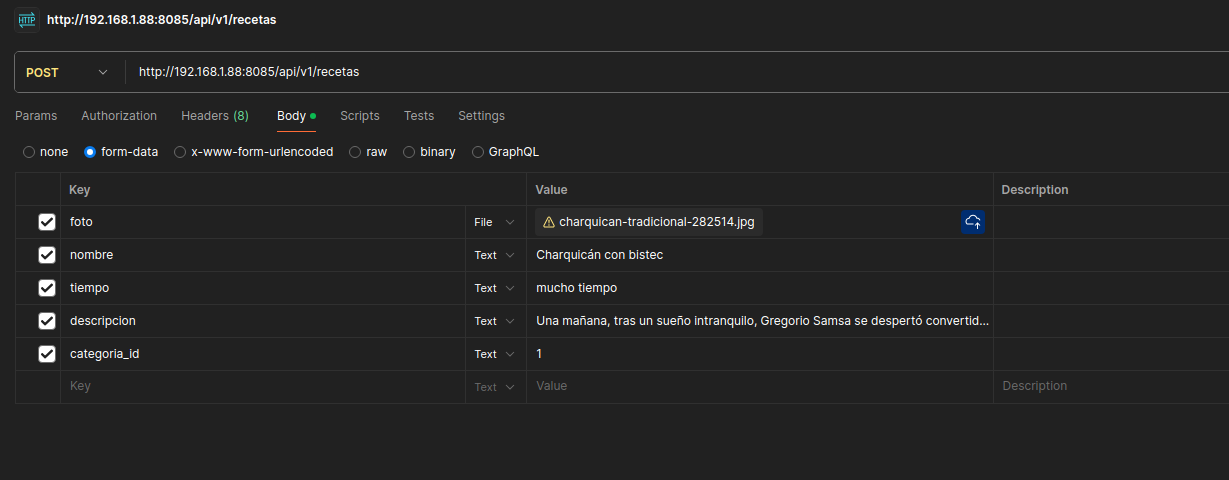 HTTP http://192.168.1.88:8085/api/v1/recetas
POST http://192.168.1.88:8085/api/v1/recetas
Params Authorization Headers (8) Body Scripts Tests Settings
none form-data x-www-form-urlencoded raw binary GraphQL
Key Value Description
foto File charquican-tradicional-282514.jpg
nombre Text Charquicán con bistec
tiempo Text mucho tiempo
descripcion Text Una mañana, tras un sueño intranquilo, Gregorio Samsa se despertó convertid...
categoria_id Text 1
Key Text Value Description